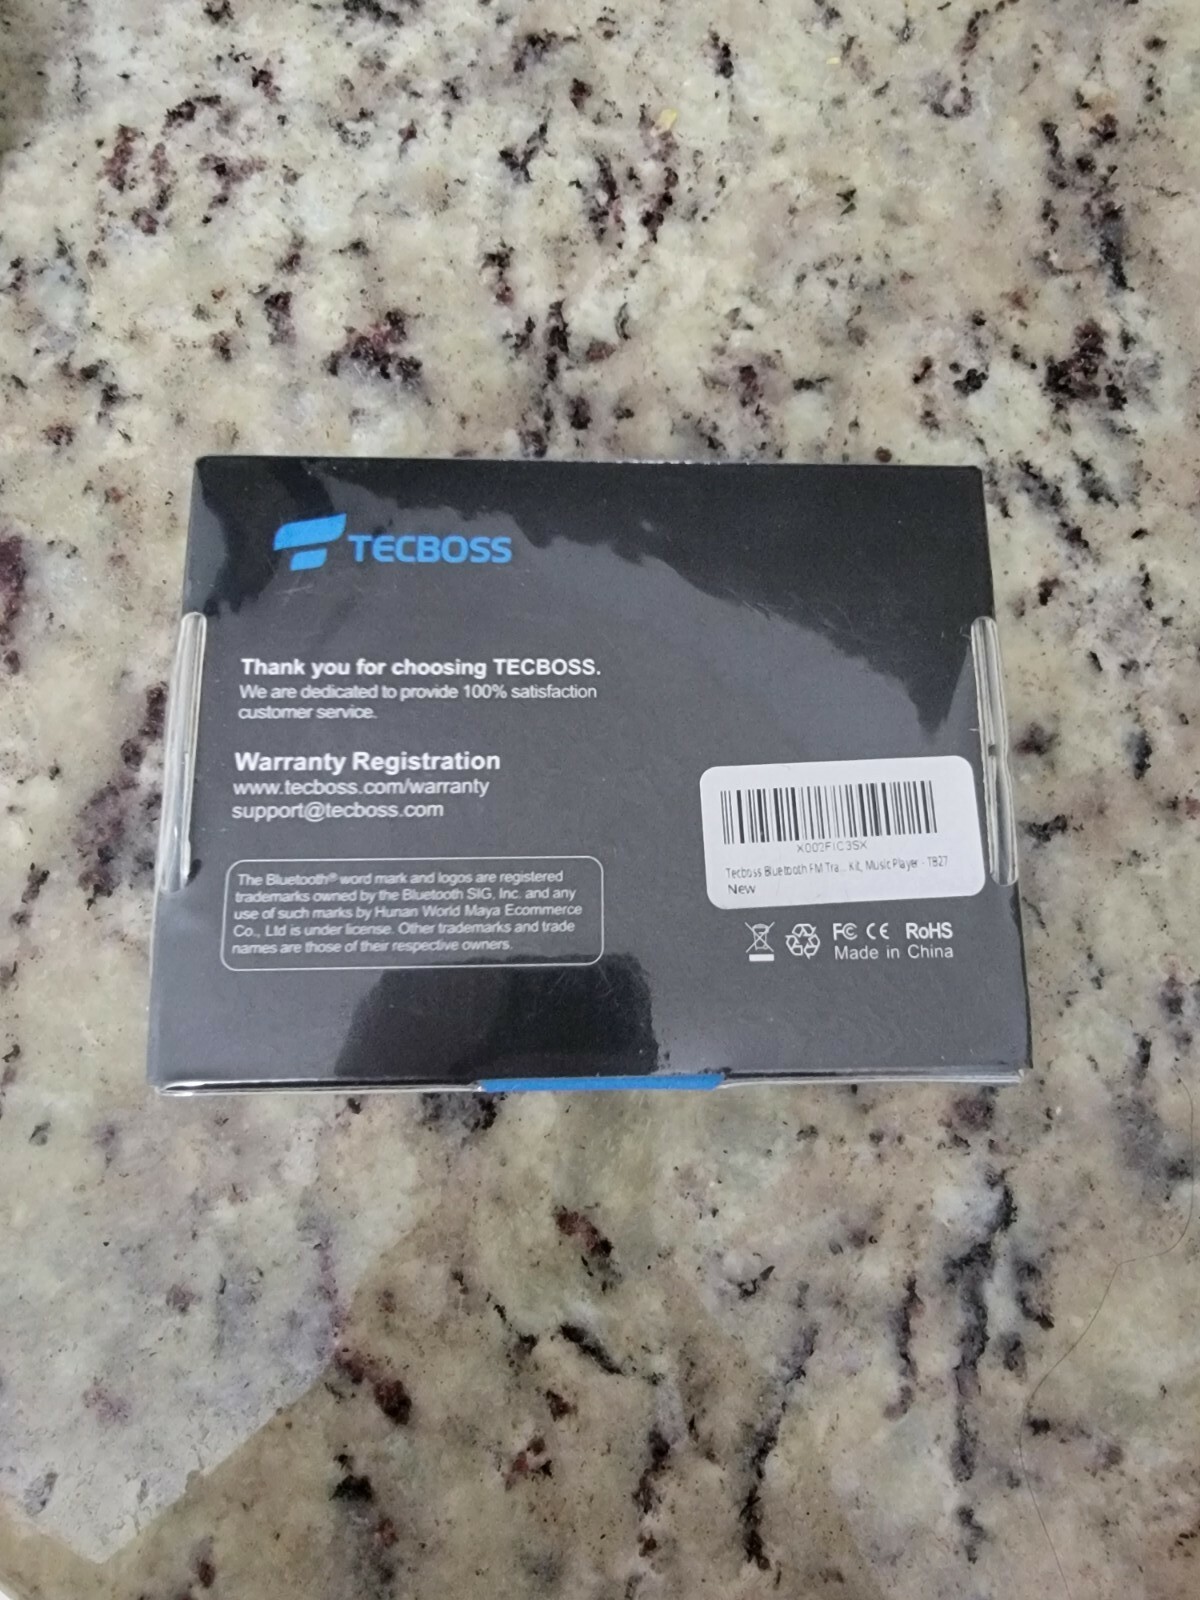 TECBOSS
Thank you for choosing TECBOSS.
We are dedicated to provide 100% satisfaction
customer service.
Warranty Registration
www.tecboss.com/warranty
support@tecboss.com
The Bluetooth® word mark and logos are registered
trademarks owned by the Bluetooth SIG, Inc. and any
use of such marks by Hunan World Maya Ecommerce
Co., Ltd is under license. Other trademarks and trade
names are those of their respective owners.
X002FIC3SX
Tecboss Bluetooth FM Tra... Kit, Music Player - TB27
New
FC CE RoHS
Made in China